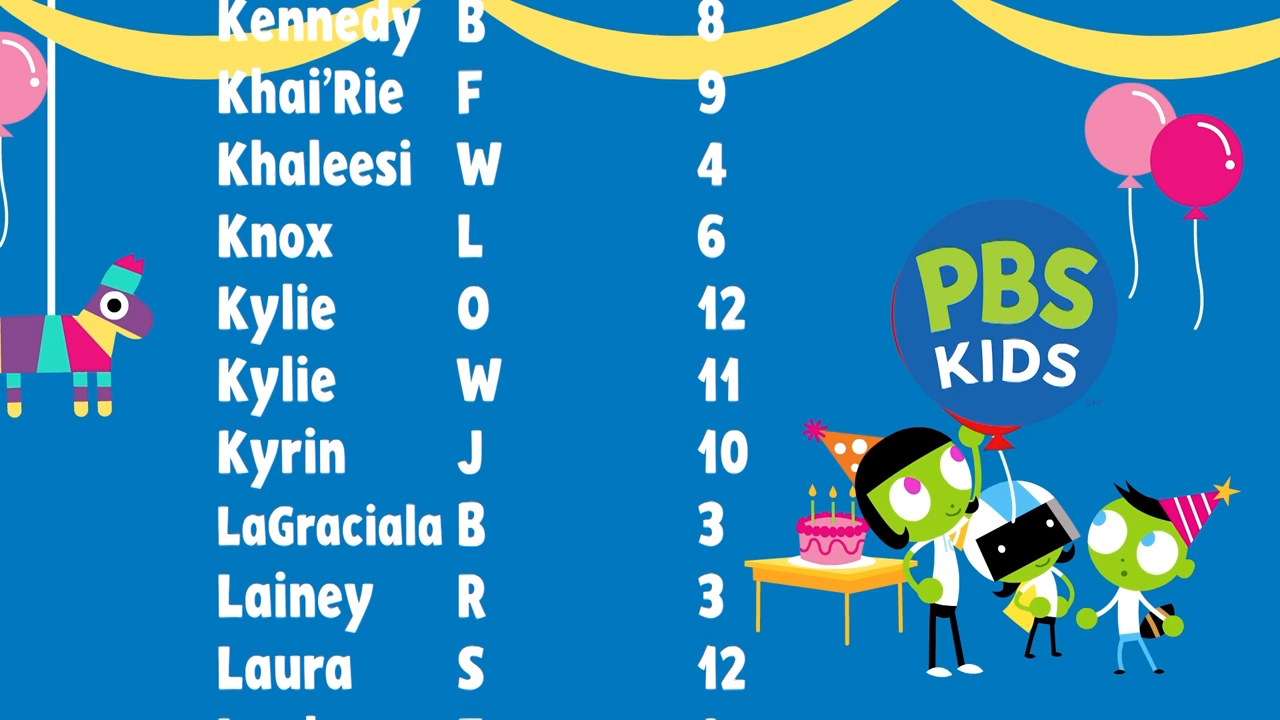 Kennedy B 8
Khai'Rie F 9
Khaleesi W 4
Knox L 6
Kylie O 12
Kylie W 11
Kyrin J 10
LaGraciala B 3
Lainey R 3
Laura S 12
PBS
KIDS
SM